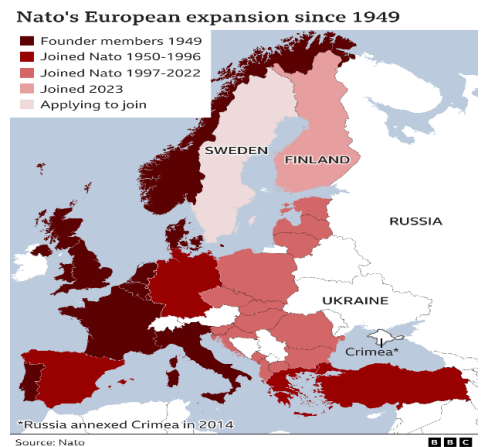 Nato's European expansion since 1949
Founder members 1949
Joined Nato 1950-1996
Joined Nato 1997-2022
Joined 2023
Applying to join
SWEDEN
FINLAND
RUSSIA
UKRAINE
Crimea*
*Russia annexed Crimea in 2014
Source: Nato
BBC